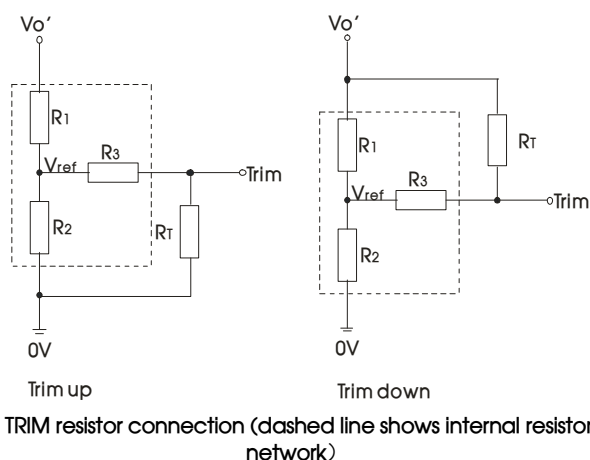 Vo’
R1
Vref
R3
Trim
R2
RT
0V
Trim up
Vo’
R1
RT
Vref
R3
Trim
R2
0V
Trim down
TRIM resistor connection (dashed line shows internal resistor
network)